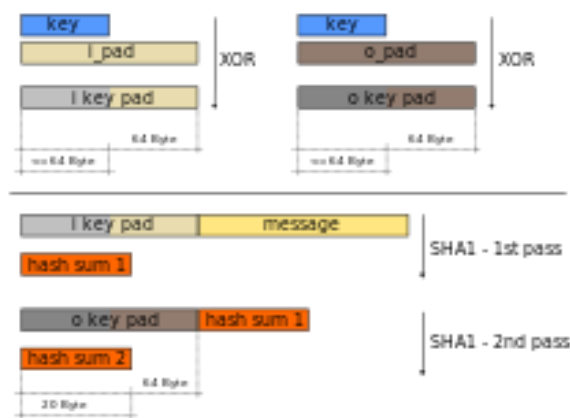 key
i_pad
XOR
i key pad
64 Byte
<=64 Byte
key
o_pad
XOR
o key pad
64 Byte
<=64 Byte
i key pad message
SHA1 - 1st pass
hash sum 1
o key pad hash sum 1
SHA1 - 2nd pass
hash sum 2
64 Byte
20 Byte